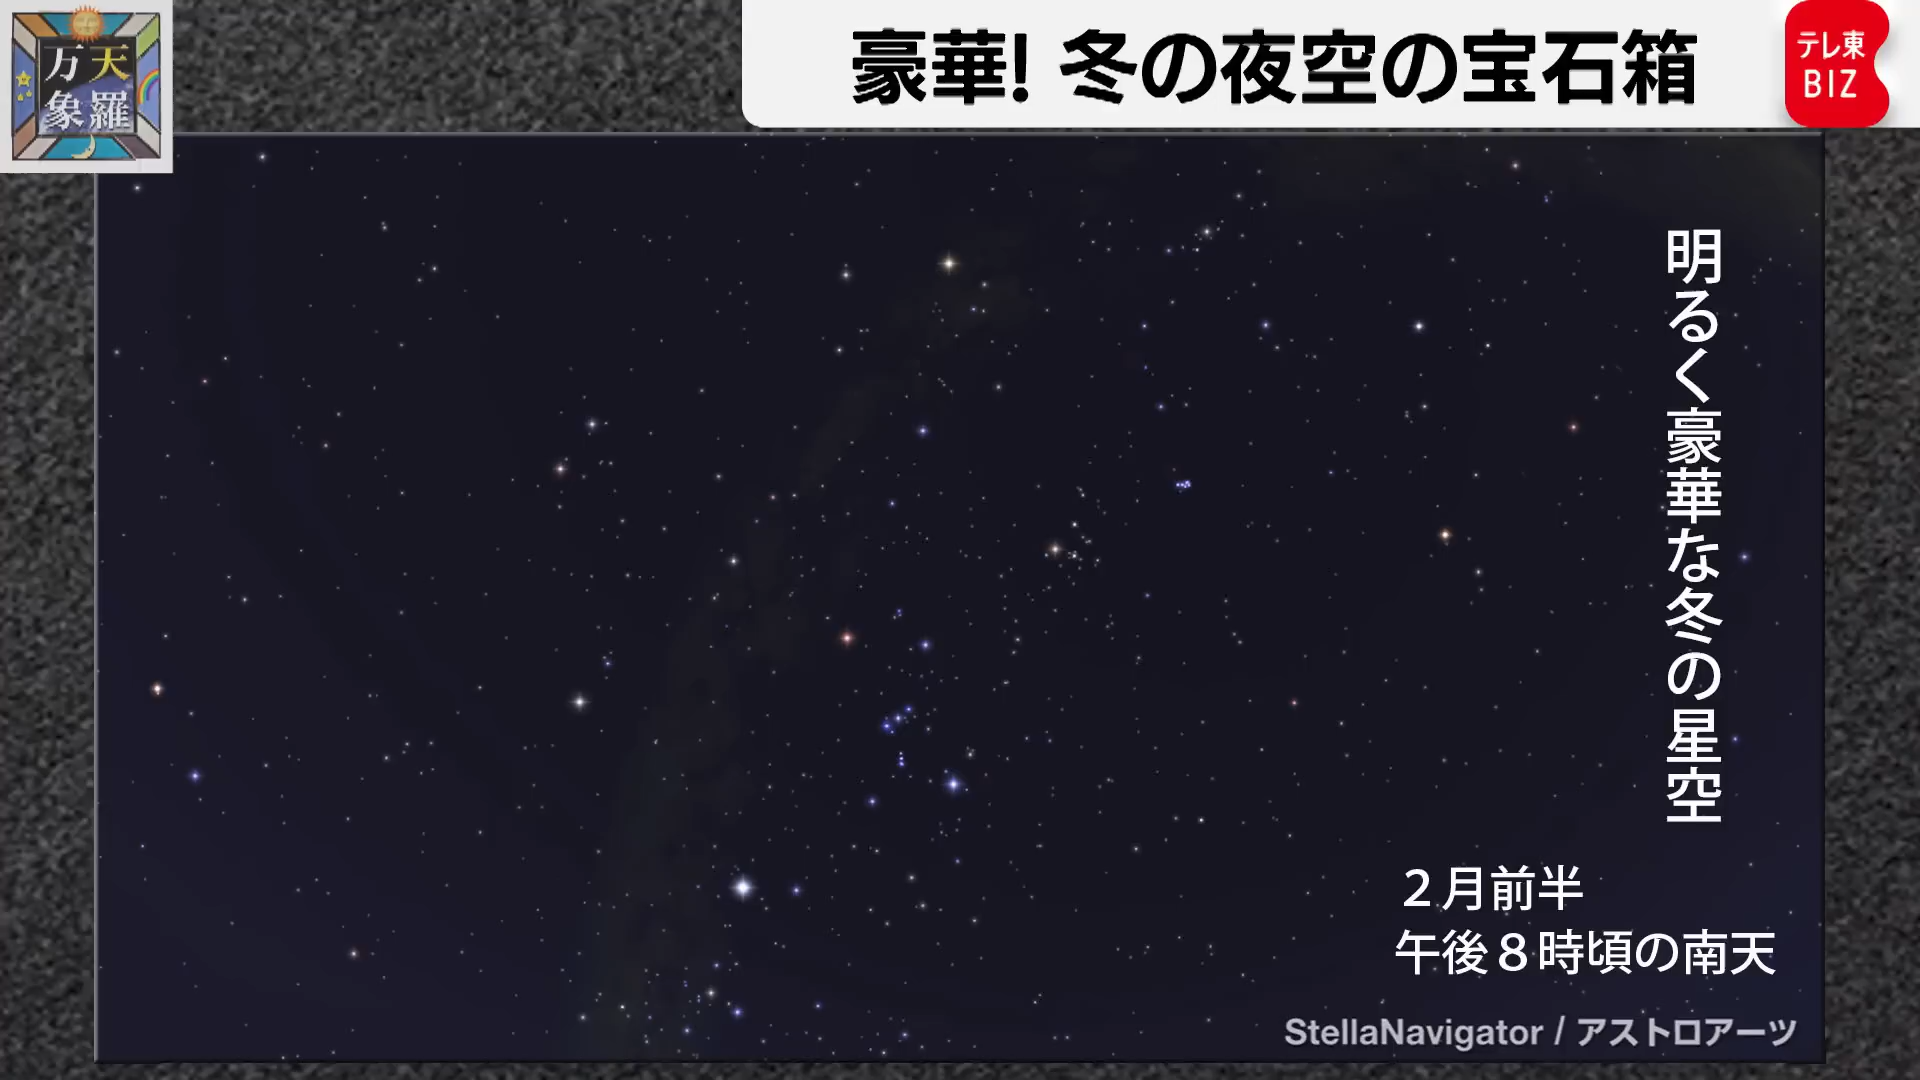 天羅
万象
豪華! 冬の夜空の宝石箱
テレ東
BIZ
明るく豪華な冬の星空
２月前半
午後８時頃の南天
StellaNavigator / アストロアーツ